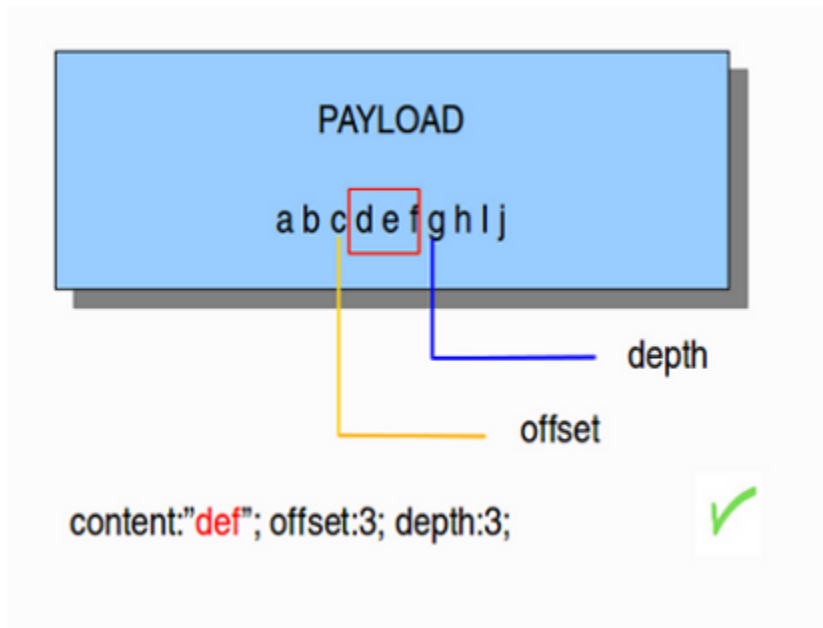 PAYLOAD
a b c d e f g h l j
depth
offset
content:”def”; offset:3; depth:3;